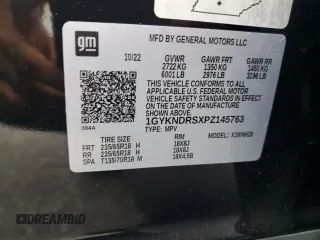 gm
MFD BY GENERAL MOTORS LLC
10/22 GVWR GAWR FRT GAWR RR
2722 KG 1350 KG 1450 KG
6001 LB 2976 LB 3196 LB
THIS VEHICLE CONFORMS TO ALL APPLICABLE U.S.
FEDERAL MOTOR VEHICLE SAFETY
THEFT PREVENTION STANDARDS IN EFFECT ON THE DATE OF
MANUFACTURE SHOWN ABOVE.
1GYKNDRSXPZ145763
384A TYPE: MPV
TIRE SIZE RIM
FRT 235/65R18 H 18X8J
RR 235/65R18 H 18X8J
SPA T135/70R18 M 18X4.5B
DREAMBID